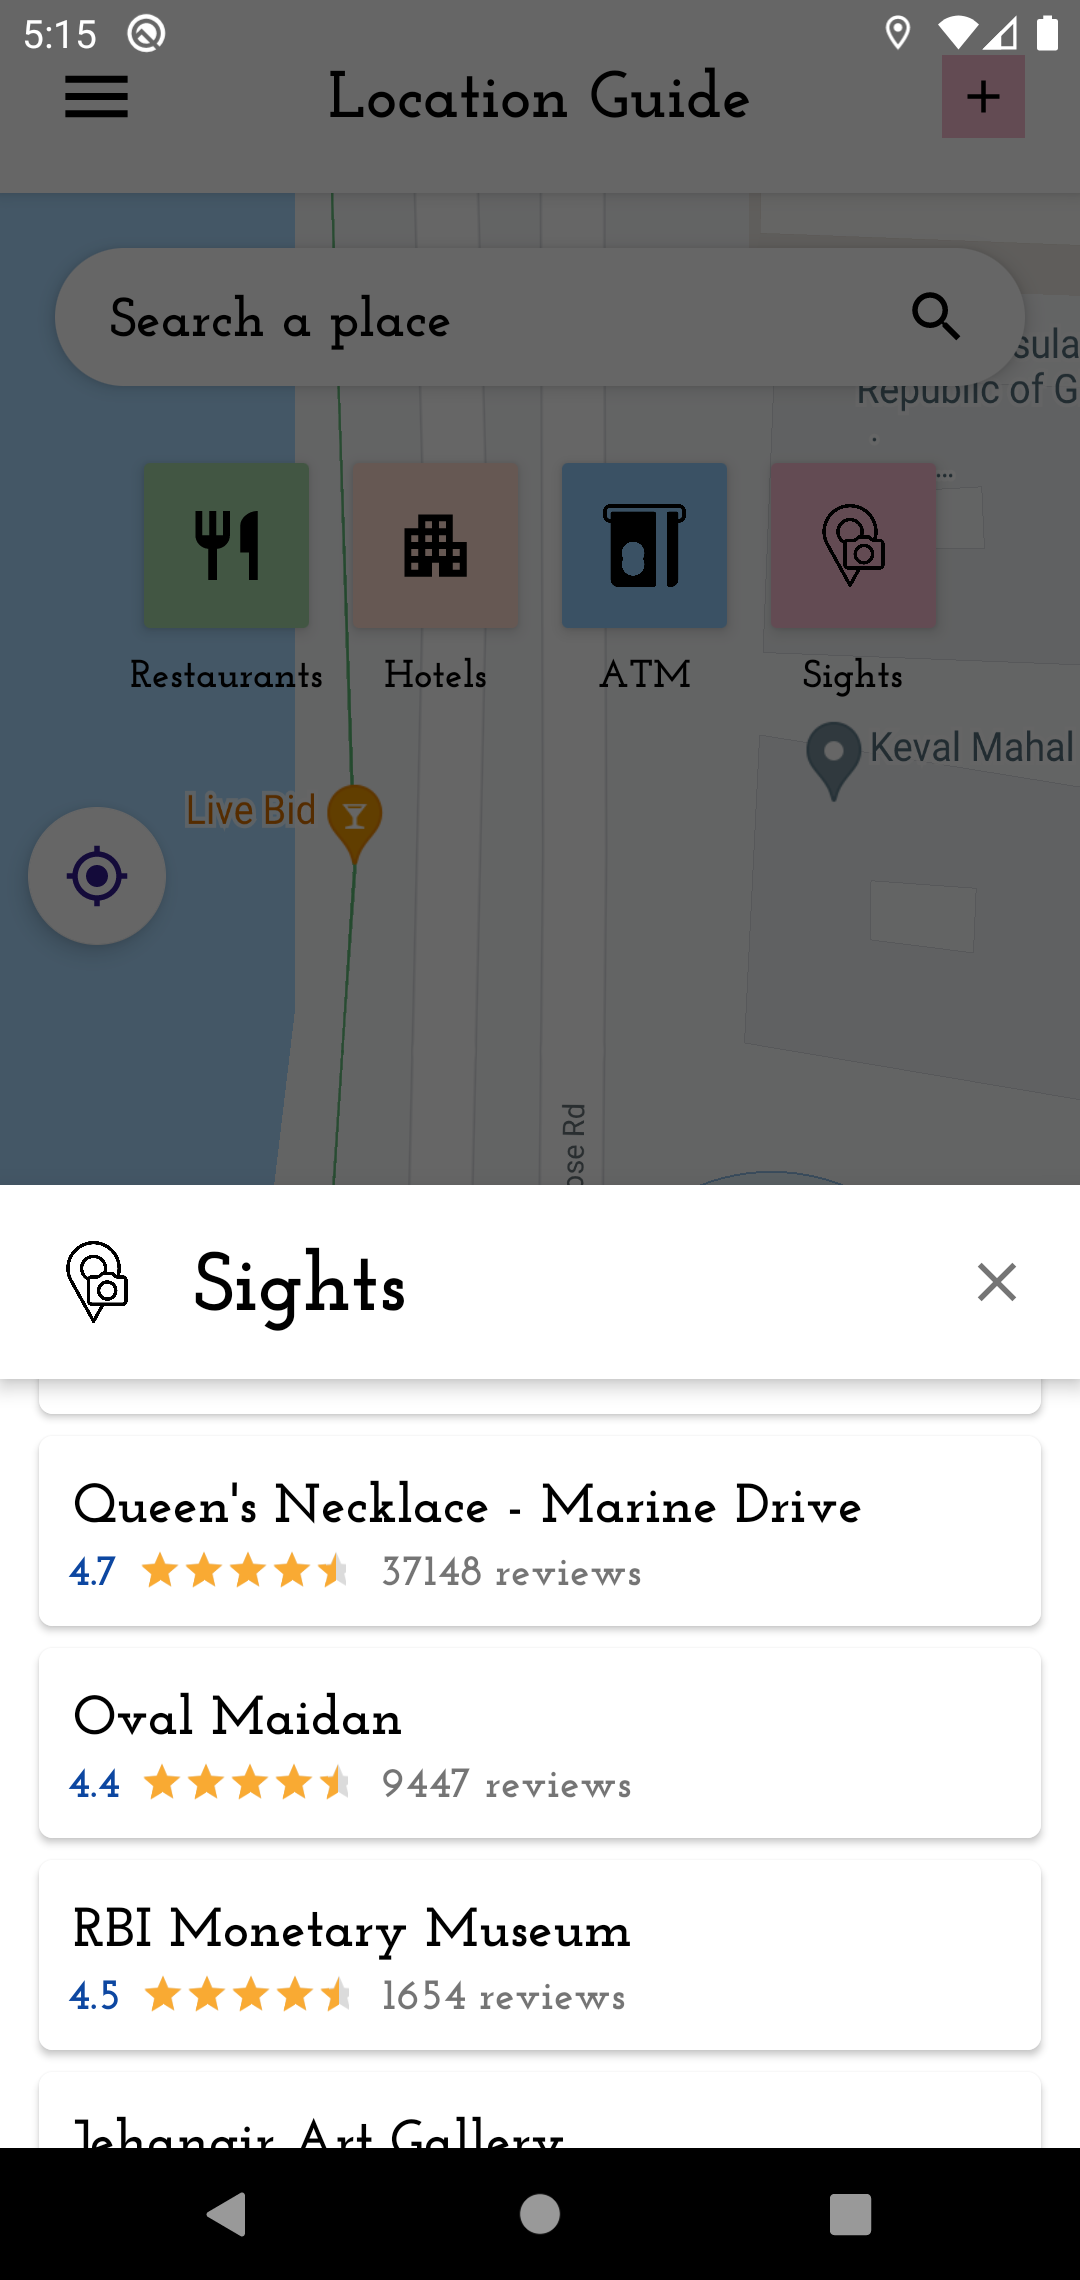 5:15
Location Guide
Search a place
sula
Republic of G
...
Restaurants
Hotels
ATM
Sights
Keval Mahal
Live Bid
ose Rd
Sights
Queen's Necklace - Marine Drive
4.7 37148 reviews
Oval Maidan
4.4 9447 reviews
RBI Monetary Museum
4.5 1654 reviews
Jehangir Art Gallery